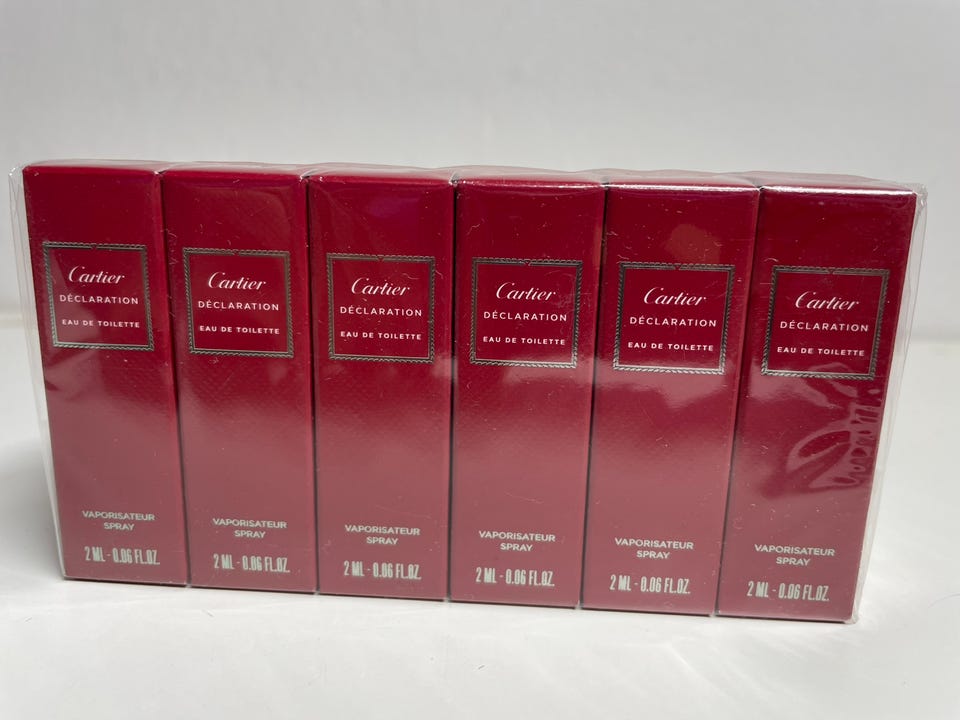 Cartier
DÉCLARATION
EAU DE TOILETTE
VAPORISATEUR
SPRAY
2 ML - 0.06 FL.OZ.
Cartier
DÉCLARATION
EAU DE TOILETTE
VAPORISATEUR
SPRAY
2 ML - 0.06 FL.OZ.
Cartier
DÉCLARATION
EAU DE TOILETTE
VAPORISATEUR
SPRAY
2 ML - 0.06 FL.OZ.
Cartier
DÉCLARATION
EAU DE TOILETTE
VAPORISATEUR
SPRAY
2 ML - 0.06 FL.OZ.
Cartier
DÉCLARATION
EAU DE TOILETTE
VAPORISATEUR
SPRAY
2 ML - 0.06 FL.OZ.
Cartier
DÉCLARATION
EAU DE TOILETTE
VAPORISATEUR
SPRAY
2 ML - 0.06 FL.OZ.